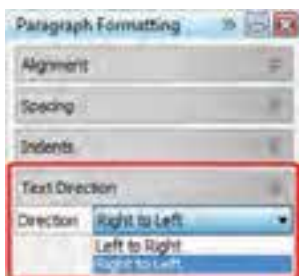 Paragraph Formatting
Alignment
Spacing
Indents
Text Direction
Direction Right to Left
Left to Right
Right to Left